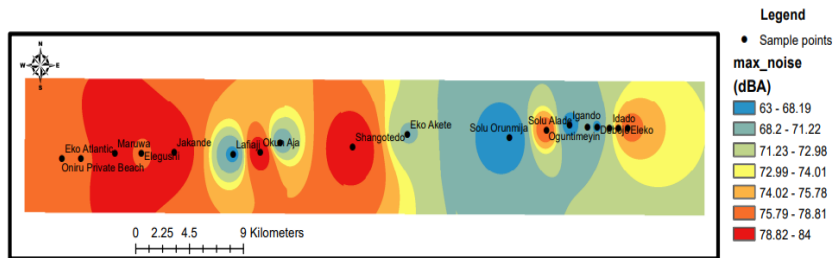 Legend
Sample points
max_noise
(dBA)
63 - 68.19
68.2 - 71.22
71.23 - 72.98
72.99 - 74.01
74.02 - 75.78
75.79 - 78.81
78.82 - 84
N
W E
S
Eko Atlantic
Oniru Private Beach
Maruwa
Elegushi
Jakande
Lafiaji
Okun Aja
Shangotedo
Eko Akete
Solu Orunmija
Solu Alade
Oguntimeyin
Igando
Idado
Eleko
0 2.25 4.5 9 Kilometers